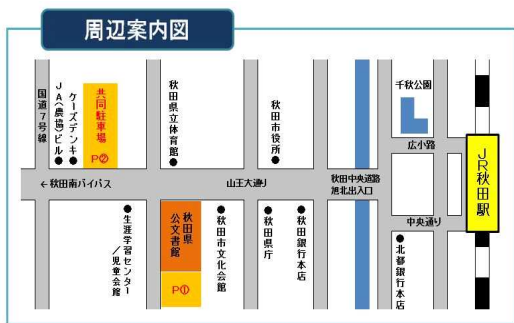 周辺案内図
国道7号線
JA(農協)ビル●
ケーズデンキ●
共同駐車場
P②
秋田県立体育館●
秋田市役所●
千秋公園
広小路
JR秋田駅
←秋田南バイパス
山王大通り
秋田中央道路
旭北出入口
中央通り
●生涯学習センター
/児童会館
秋田県
公文書館
P①
●秋田市文化会館
●秋田県庁
●秋田銀行本店
●北都銀行本店